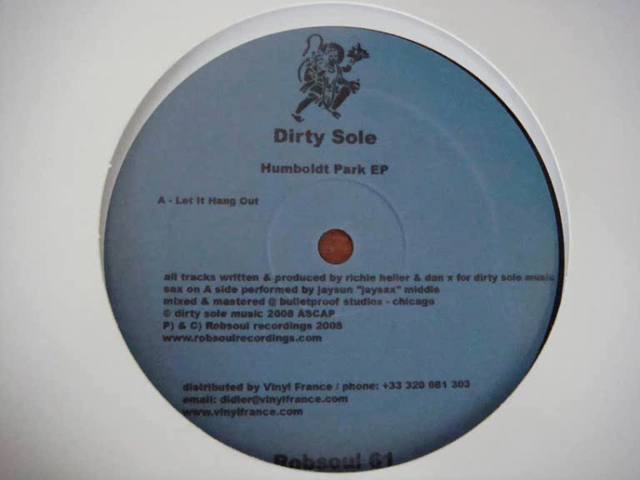 Dirty Sole
Humboldt Park EP
A - Let It Hang Out
all tracks written & produced by richie heller & dan x for dirty sole music
sax on A side performed by jaysun "jaysax" middle
mixed & mastered @ bulletproof studios - chicago
© dirty sole music 2008 ASCAP
P) & C) Robsoul recordings 2008
www.robsoulrecordings.com
distributed by Vinyl France / phone: +33 320 061 303
email: didier@vinylfrance.com
www.vinylfrance.com
Robsoul 61